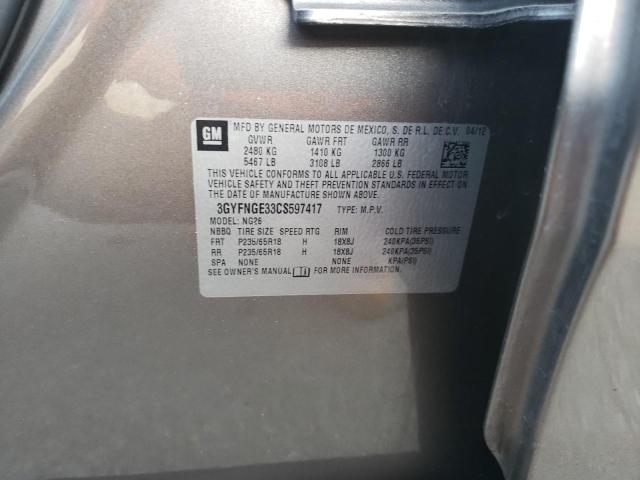 GM
MFD BY GENERAL MOTORS DE MEXICO, S. DE R.L. DE C.V. 04/12
GVWR GAWR FRT GAWR RR
2480 KG 1410 KG 1300 KG
5467 LB 3108 LB 2866 LB
THIS VEHICLE CONFORMS TO ALL APPLICABLE U.S. FEDERAL MOTOR
VEHICLE SAFETY AND THEFT PREVENTION STANDARDS IN EFFECT ON
THE DATE OF MANUFACTURE SHOWN ABOVE.
3GYFNGE33CS597417 TYPE: M.P.V.
MODEL: NG26
NBBQ TIRE SIZE SPEED RTG RIM COLD TIRE PRESSURE
FRT P235/65R18 H 18X8J 240KPA(35PSI)
RR P235/65R18 H 18X8J 240KPA(35PSI)
SPA NONE NONE KPA(PSI)
SEE OWNER'S MANUAL FOR MORE INFORMATION.